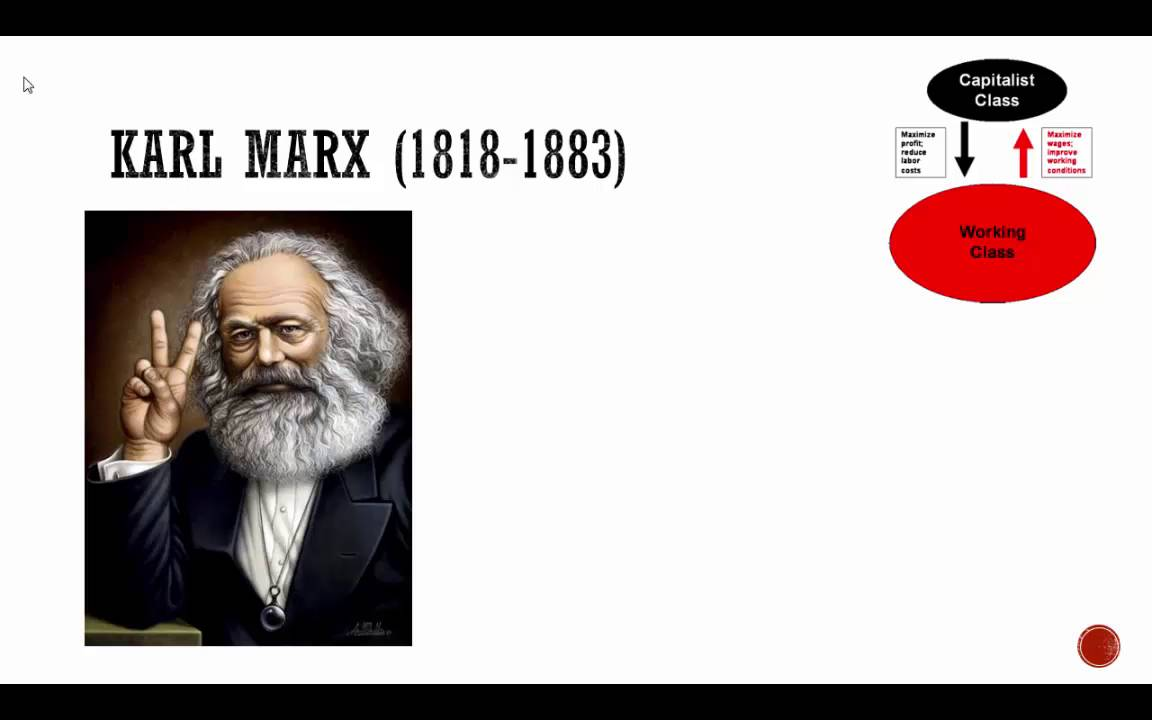 KARL MARX (1818-1883)
Capitalist
Class
Maximize
profit;
reduce
labor
costs
Maximize
wages;
improve
working
conditions
Working
Class